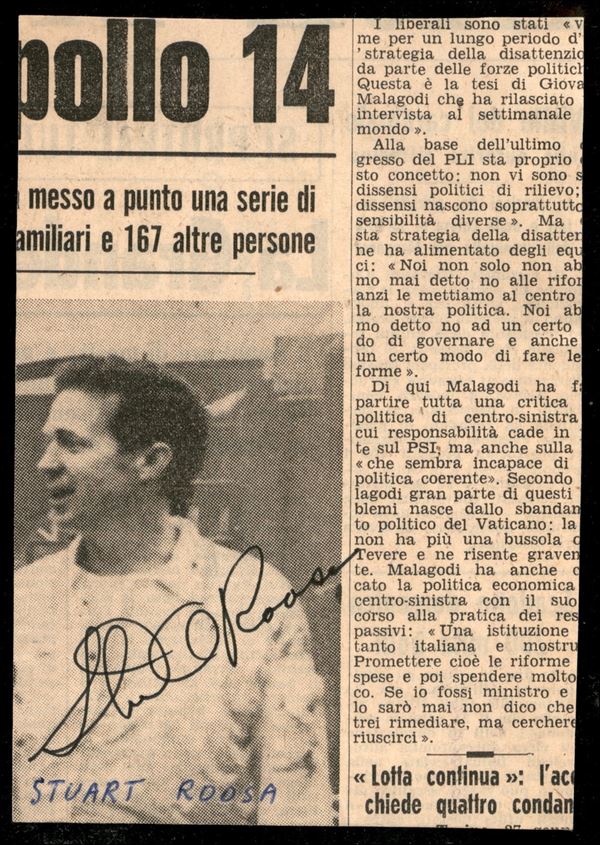 pollo 14
messo a punto una serie di
amiliari e 167 altre persone
Stuart A Roosa
STUART ROOSA
I liberali sono stati « v
me per un lungo periodo d'
'strategia della disattenzio
da parte delle forze politich
Questa è la tesi di Giova
Malagodi che ha rilasciato
intervista al settimanale
mondo ».
Alla base dell'ultimo
gresso del PLI sta proprio
sto concetto: non vi sono s
dissensi politici di rilievo;
dissensi nascono soprattutto
sensibilità diverse ». Ma
sta strategia della disatten
ne ha alimentato degli equ
ci: « Noi non solo non ab
mo mai detto no alle rifor
anzi le mettiamo al centro
la nostra politica. Noi ab
mo detto no ad un certo
do di governare e anche
un certo modo di fare le
forme ».
Di qui Malagodi ha f
partire tutta una critica
politica di centro-sinistra
cui responsabilità cade in
te sul PSI, ma anche sulla
« che sembra incapace di
politica coerente». Secondo
lagodi gran parte di questi
blemi nasce dallo sbandam
to politico del Vaticano: la
non ha più una bussola
Tevere e ne risente graven
te. Malagodi ha anche c
cato la politica economica
centro-sinistra con il suo
corso alla pratica dei res
passivi: « Una istituzione
tanto italiana e mostru
Promettere cioè le riforme
spese e poi spendere molto
co. Se io fossi ministro e
lo sarò mai non dico che
trei rimediare, ma cerchere
riuscirci ».
« Lotta continua »: l'acc
chiede quattro condan